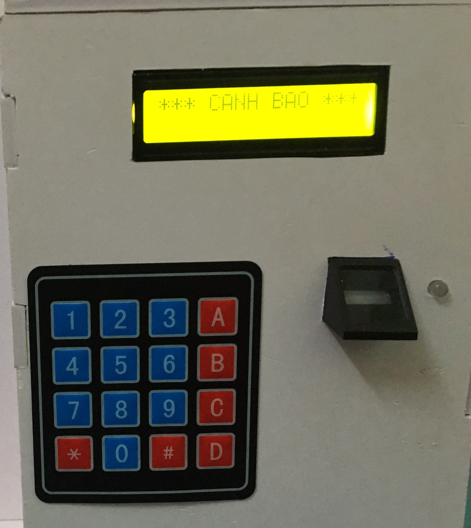 *** CANH BAO ***
1 2 3 A
4 5 6 B
7 8 9 C
* 0 # D